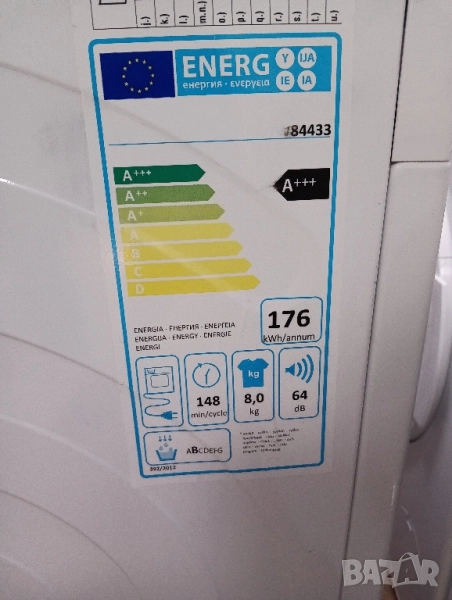 j.)
k.)
l.)
m.n.)
o.)
p.)
q.)
r.)
s.)
t.)
u.)
ENERG
Y IJA
IE IA
енергия · ενεργεια
84433
A+++
A++
A+
A
B
C
D
A+++
ENERGIA · ЕНЕРГИЯ · ΕΝΕΡΓΕΙΑ
ENERGIJA · ENERGY · ENERGIE
ENERGI
176
kWh/annum
148
min/cycle
kg
8,0
kg
64
dB
ABCDEFG
392/2012
BAZAR